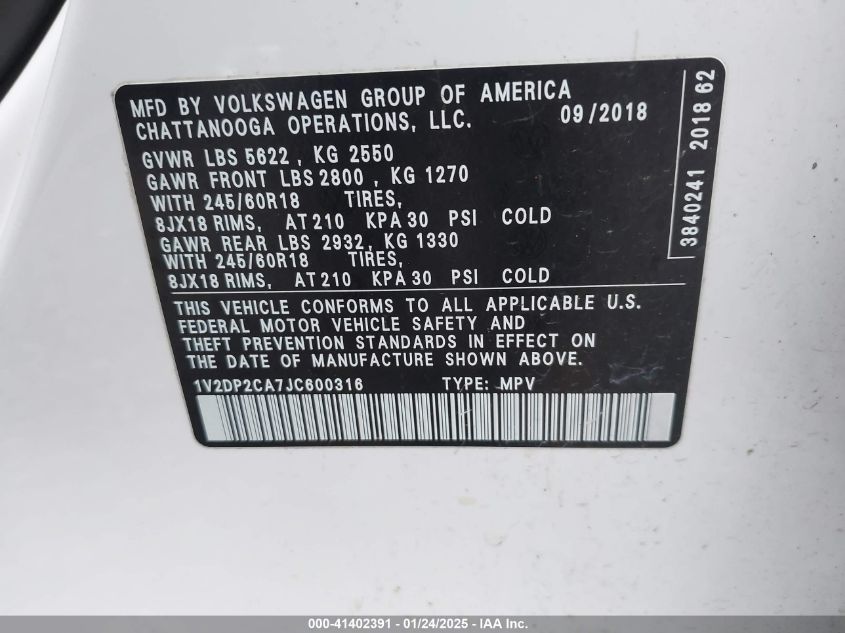 MFD BY VOLKSWAGEN GROUP OF AMERICA
CHATTANOOGA OPERATIONS, LLC. 09/2018
GVWR LBS 5622 , KG 2550
GAWR FRONT LBS 2800 , KG 1270
WITH 245/60R18 TIRES,
8JX18 RIMS, AT 210 KPA 30 PSI COLD
GAWR REAR LBS 2932, KG 1330
WITH 245/60R18 TIRES,
8JX18 RIMS, AT 210 KPA 30 PSI COLD
THIS VEHICLE CONFORMS TO ALL APPLICABLE U.S.
FEDERAL MOTOR VEHICLE SAFETY AND
THEFT PREVENTION STANDARDS IN EFFECT ON
THE DATE OF MANUFACTURE SHOWN ABOVE.
1V2DP2CA7JC600316 TYPE: MPV
3840241 2018 62
000-41402391 - 01/24/2025 - IAA Inc.